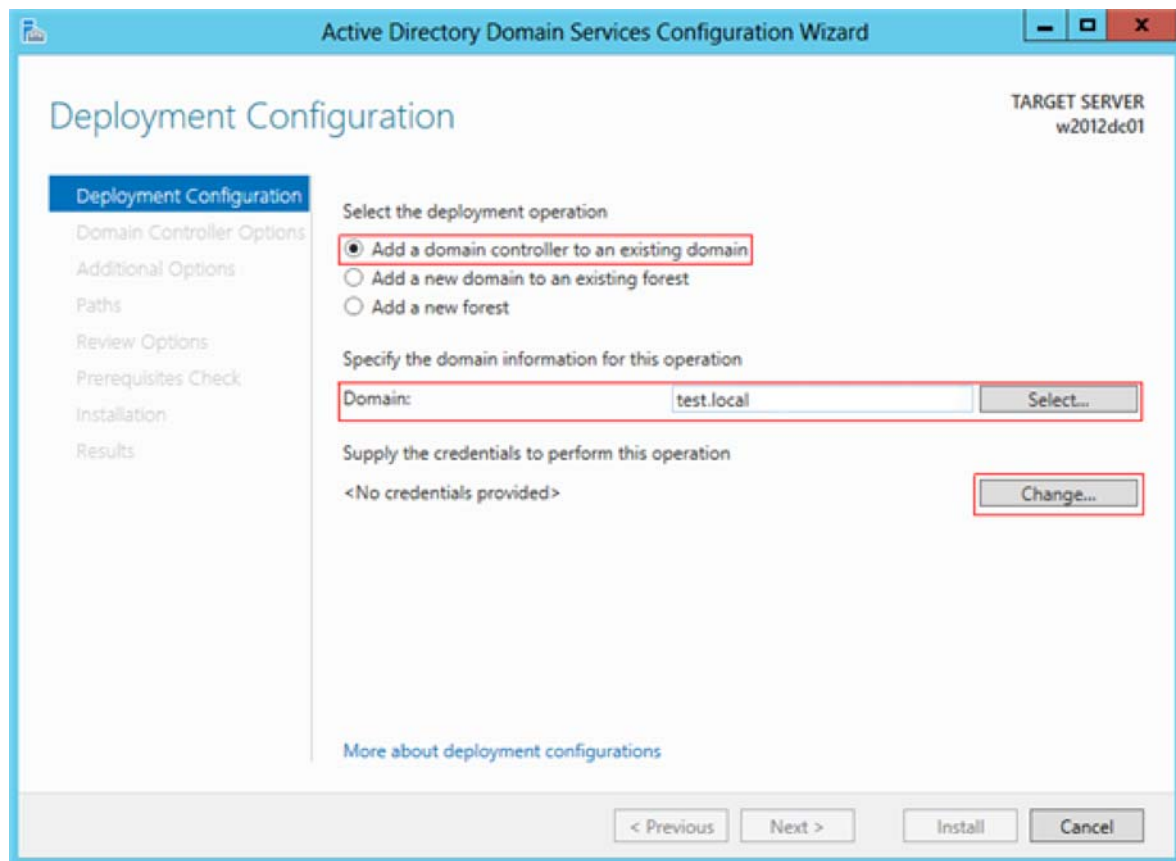 Active Directory Domain Services Configuration Wizard
Deployment Configuration
TARGET SERVER
w2012dc01
Deployment Configuration
Domain Controller Options
Additional Options
Paths
Review Options
Prerequisites Check
Installation
Results
Select the deployment operation
Add a domain controller to an existing domain
Add a new domain to an existing forest
Add a new forest
Specify the domain information for this operation
Domain: test.local Select...
Supply the credentials to perform this operation
<No credentials provided> Change...
More about deployment configurations
< Previous Next > Install Cancel